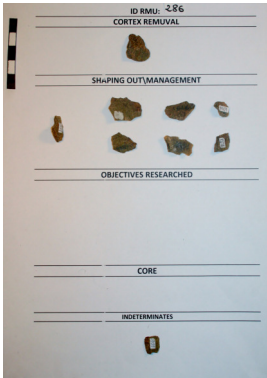 ID RMU: 286
CORTEX REMUVAL
SHAPING OUT\MANAGEMENT
OBJECTIVES RESEARCHED
CORE
INDETERMINATES